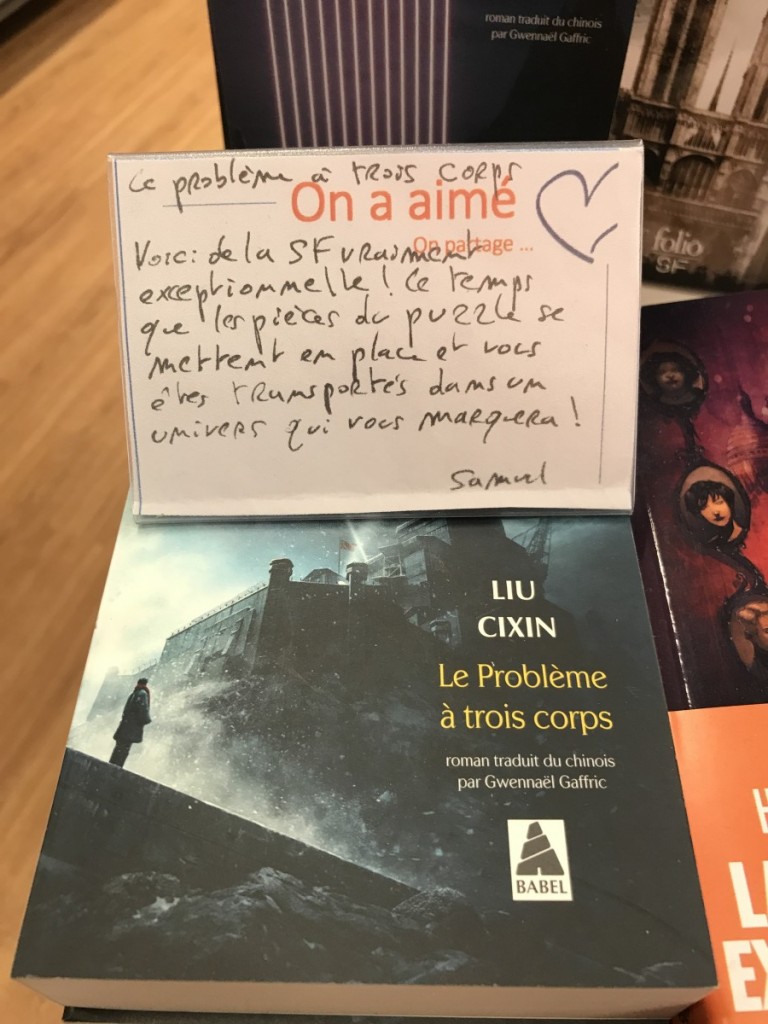 roman traduit du chinois
par Gwennaël Gaffric
folio
SF
Le problème à trois corps
On a aimé
On partage ...
Voici de la SF vraiment
exceptionnelle ! Le temps
que les pièces du puzzle se
mettent en place et vous
êtes transportés dans un
univers qui vous marquera !
Samuel
LIU
CIXIN
Le Problème
à trois corps
roman traduit du chinois
par Gwennaël Gaffric
BABEL
H
L
EX